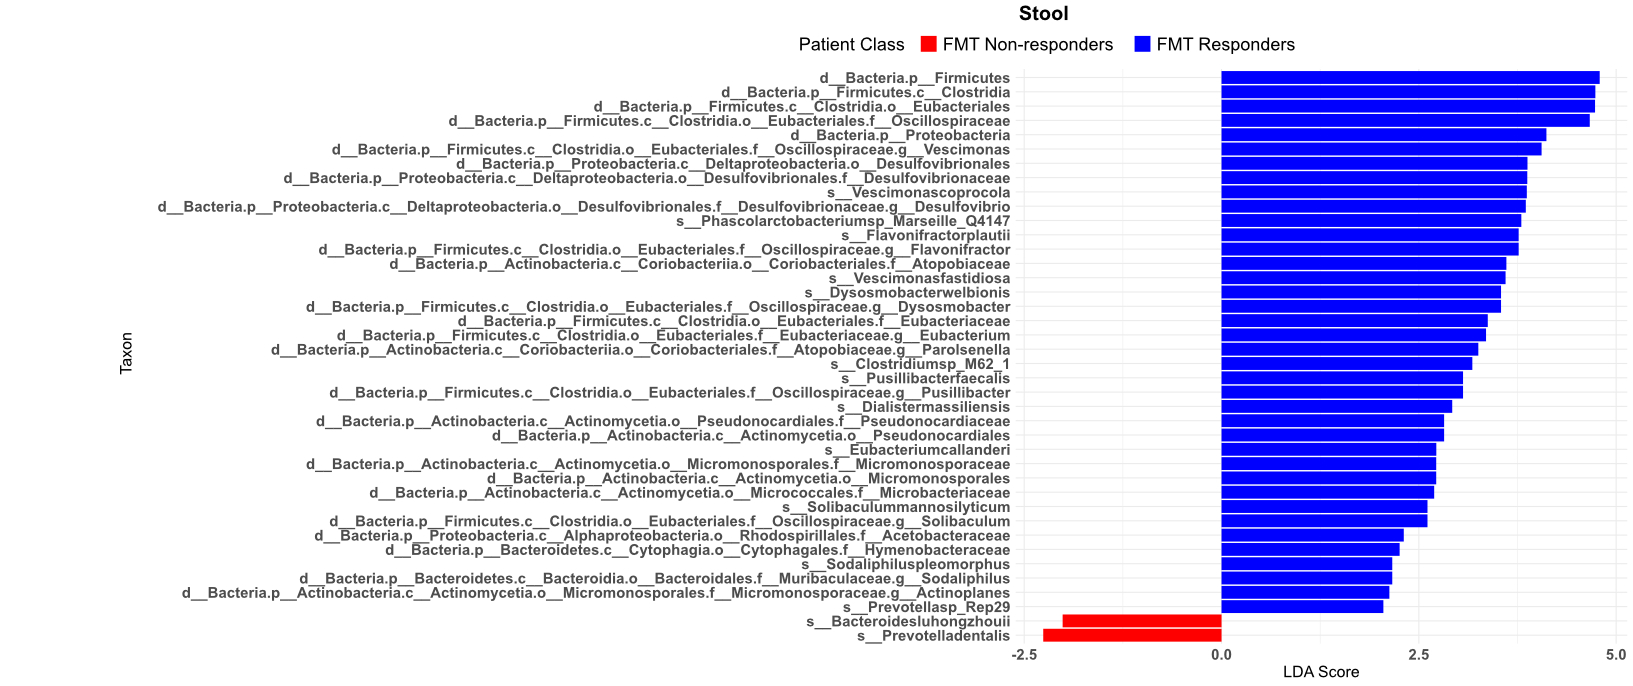 Stool
Patient Class FMT Non-responders FMT Responders
d__Bacteria.p__Firmicutes
d__Bacteria.p__Firmicutes.c__Clostridia
d__Bacteria.p__Firmicutes.c__Clostridia.o__Eubacteriales
d__Bacteria.p__Firmicutes.c__Clostridia.o__Eubacteriales.f__Oscillospiraceae
d__Bacteria.p__Proteobacteria
d__Bacteria.p__Firmicutes.c__Clostridia.o__Eubacteriales.f__Oscillospiraceae.g__Vescimonas
d__Bacteria.p__Proteobacteria.c__Deltaproteobacteria.o__Desulfovibrionales
d__Bacteria.p__Proteobacteria.c__Deltaproteobacteria.o__Desulfovibrionales.f__Desulfovibrionaceae
s__Vescimonascoprocola
d__Bacteria.p__Proteobacteria.c__Deltaproteobacteria.o__Desulfovibrionales.f__Desulfovibrionaceae.g__Desulfovibrio
s__Phascolarctobacteriumsp_Marseille_Q4147
s__Flavonifractorplautii
d__Bacteria.p__Firmicutes.c__Clostridia.o__Eubacteriales.f__Oscillospiraceae.g__Flavonifractor
d__Bacteria.p__Actinobacteria.c__Coriobacteriia.o__Coriobacteriales.f__Atopobiaceae
s__Vescimonasfastidiosa
s__Dysosmobacterwelbionis
d__Bacteria.p__Firmicutes.c__Clostridia.o__Eubacteriales.f__Oscillospiraceae.g__Dysosmobacter
d__Bacteria.p__Firmicutes.c__Clostridia.o__Eubacteriales.f__Eubacteriaceae
d__Bacteria.p__Firmicutes.c__Clostridia.o__Eubacteriales.f__Eubacteriaceae.g__Eubacterium
d__Bacteria.p__Actinobacteria.c__Coriobacteriia.o__Coriobacteriales.f__Atopobiaceae.g__Parolsenella
s__Clostridiumsp_M62_1
s__Pusillibacterfaecalis
d__Bacteria.p__Firmicutes.c__Clostridia.o__Eubacteriales.f__Oscillospiraceae.g__Pusillibacter
s__Dialistermassiliensis
d__Bacteria.p__Actinobacteria.c__Actinomycetia.o__Pseudonocardiales.f__Pseudonocardiaceae
d__Bacteria.p__Actinobacteria.c__Actinomycetia.o__Pseudonocardiales
s__Eubacteriumcallanderi
d__Bacteria.p__Actinobacteria.c__Actinomycetia.o__Micromonosporales.f__Micromonosporaceae
d__Bacteria.p__Actinobacteria.c__Actinomycetia.o__Micromonosporales
d__Bacteria.p__Actinobacteria.c__Actinomycetia.o__Micrococcales.f__Microbacteriaceae
s__Solibaculummannosilyticum
d__Bacteria.p__Firmicutes.c__Clostridia.o__Eubacteriales.f__Oscillospiraceae.g__Solibaculum
d__Bacteria.p__Proteobacteria.c__Alphaproteobacteria.o__Rhodospirillales.f__Acetobacteraceae
d__Bacteria.p__Bacteroidetes.c__Cytophagia.o__Cytophagales.f__Hymenobacteraceae
s__Sodaliphiluspleomorphus
d__Bacteria.p__Bacteroidetes.c__Bacteroidia.o__Bacteroidales.f__Muribaculaceae.g__Sodaliphilus
d__Bacteria.p__Actinobacteria.c__Actinomycetia.o__Micromonosporales.f__Micromonosporaceae.g__Actinoplanes
s__Prevotellasp_Rep29
s__Bacteroidesluhongzhouii
s__Prevotelladentalis
Taxon
-2.5 0.0 2.5 5.0
LDA Score